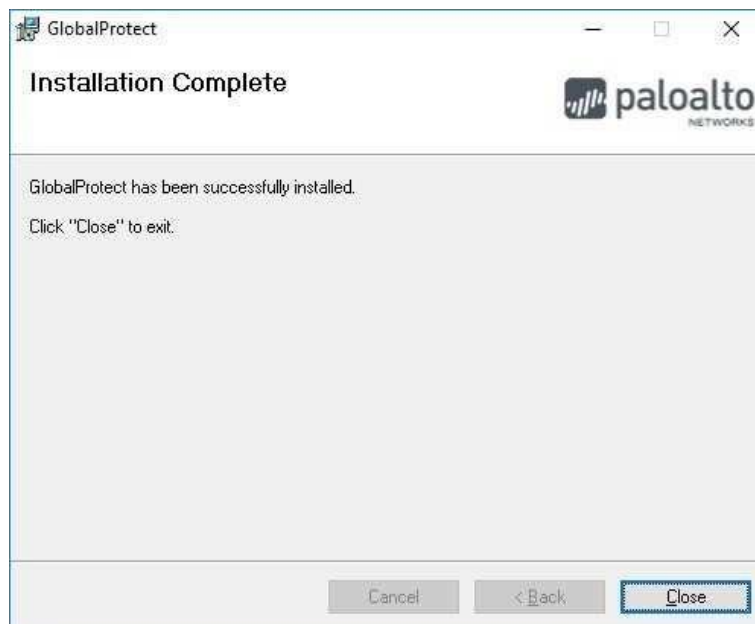 GlobalProtect
Installation Complete
paloalto
NETWORKS
GlobalProtect has been successfully installed.
Click "Close" to exit.
Cancel
< Back
Close